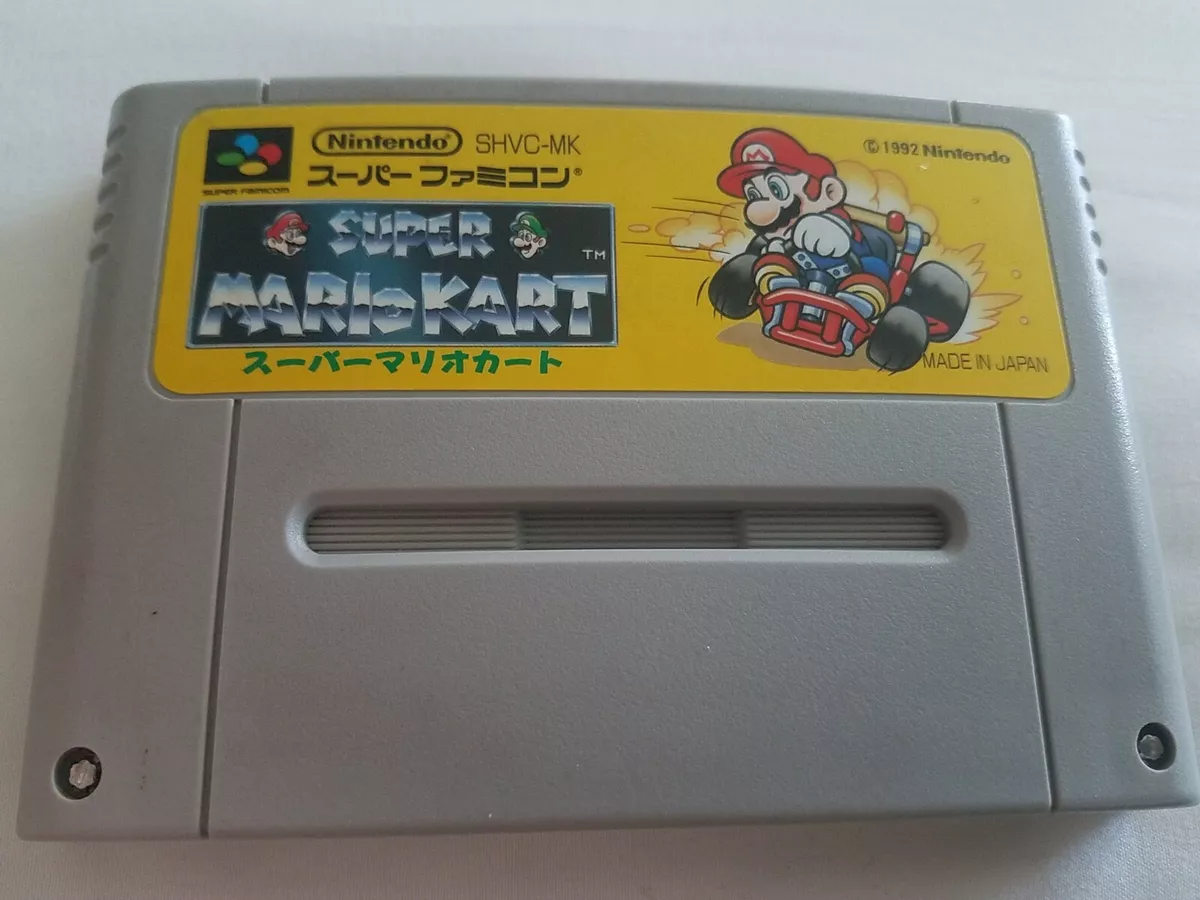 Nintendo® SHVC-MK
© 1992 Nintendo
SUPER FAMICOM
スーパーファミコン®
SUPER
MARIO KART ™
スーパーマリオカート
M
MADE IN JAPAN